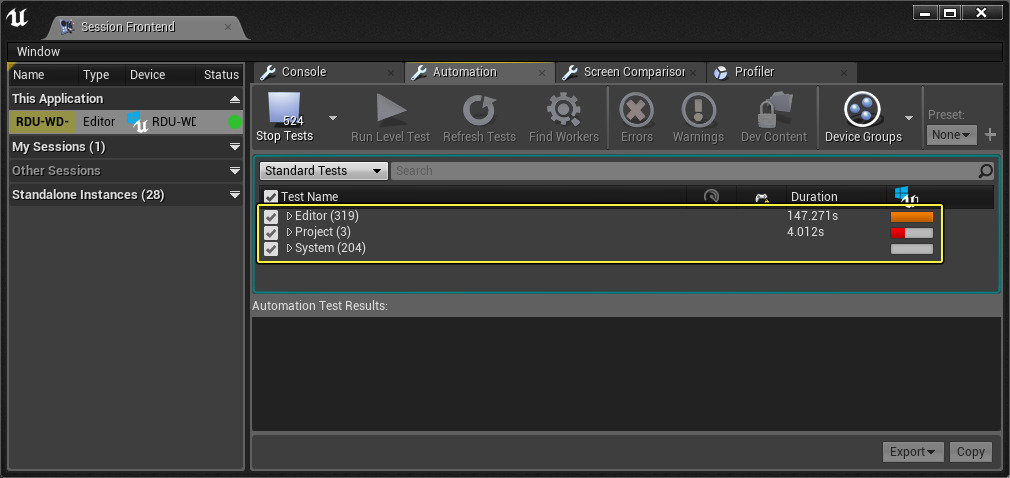 Session Frontend
Window
Name Type Device Status
This Application
RDU-WD- Editor RDU-WD
My Sessions (1)
Other Sessions
Standalone Instances (28)
Console Automation Screen Comparison Profiler
524
Stop Tests Run Level Test Refresh Tests Find Workers Errors Warnings Dev Content Device Groups
Preset:
None
Standard Tests Search
Test Name Duration
Editor (319) 147.271s
Project (3) 4.012s
System (204)
Automation Test Results:
Export Copy